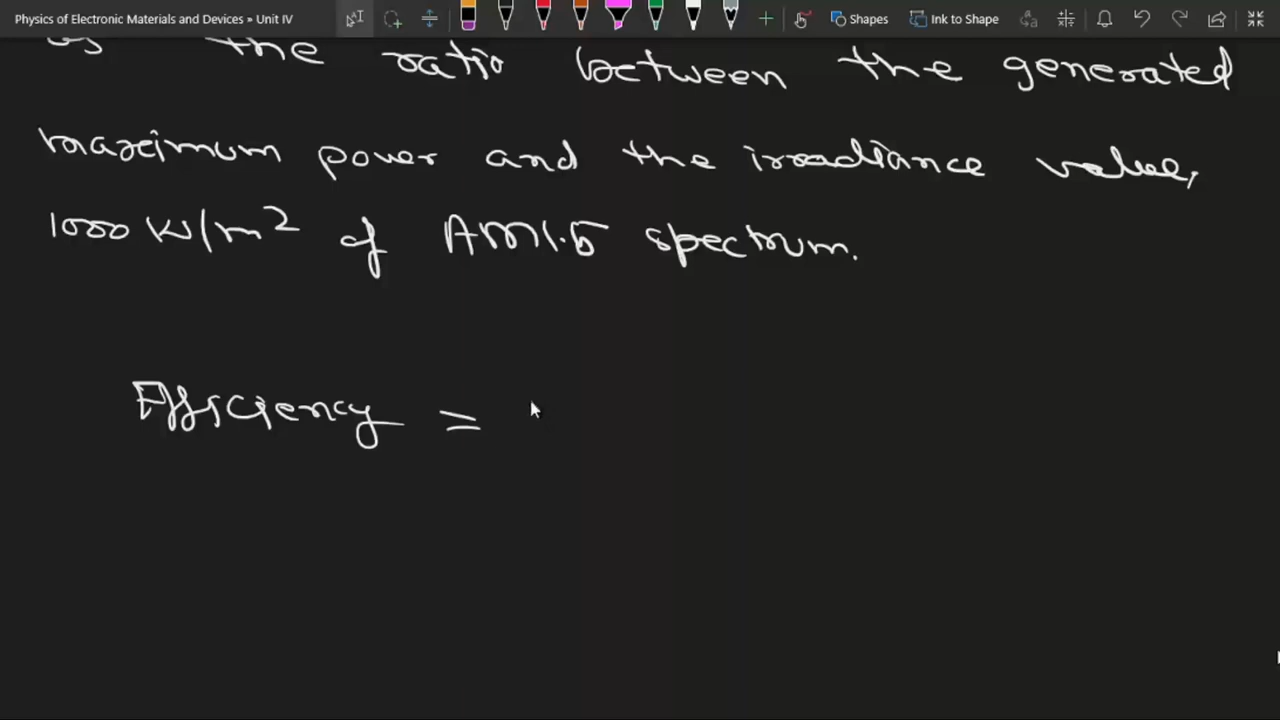 Physics of Electronic Materials and Devices » Unit IV
Shapes
Ink to Shape
is the ratio between the generated
maximum power and the irradiance value,
1000 W/m² of AM1.5 spectrum.
Efficiency =